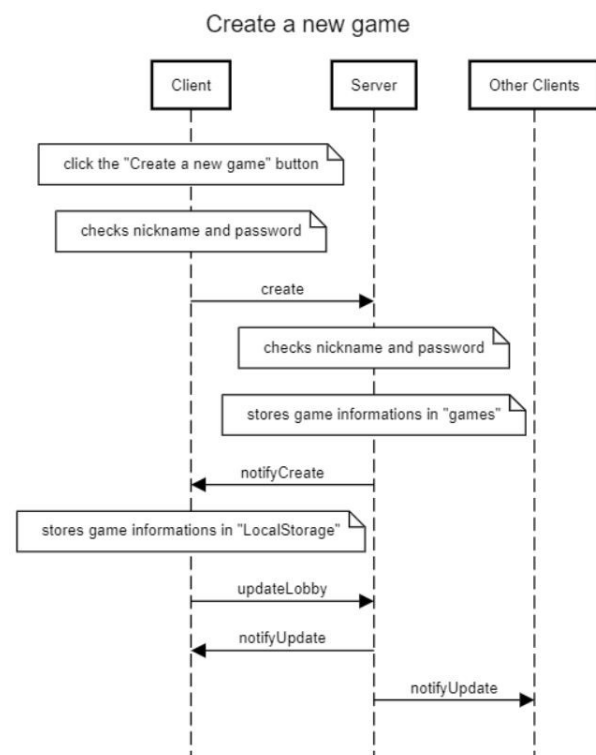 Create a new game
Client
Server
Other Clients
click the "Create a new game" button
checks nickname and password
create
checks nickname and password
stores game informations in "games"
notifyCreate
stores game informations in "LocalStorage"
updateLobby
notifyUpdate
notifyUpdate